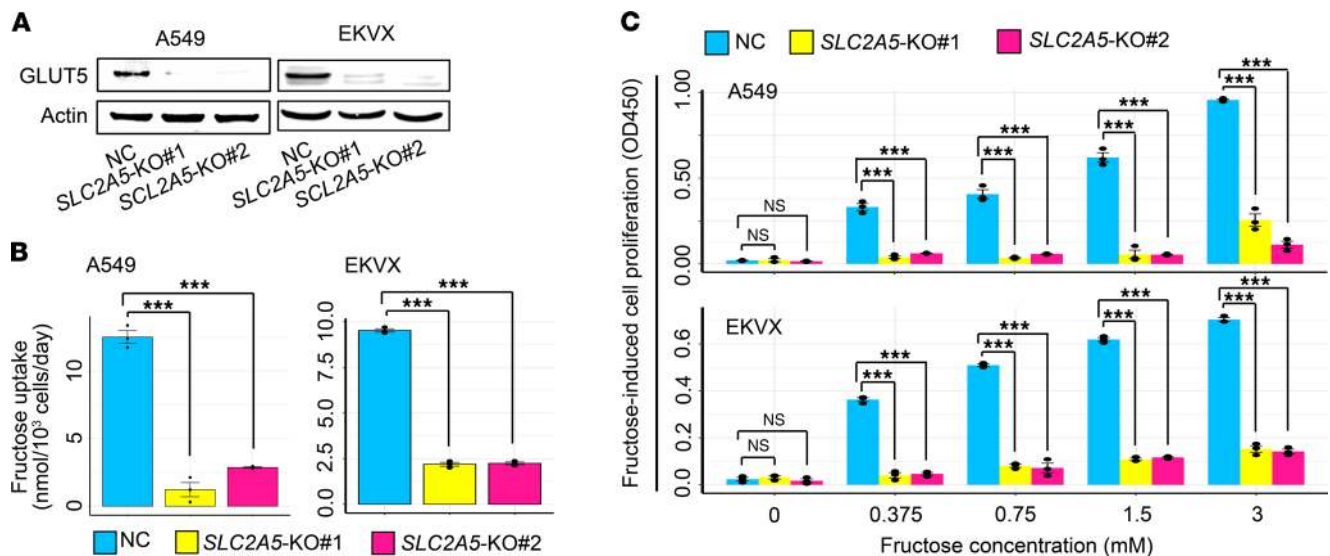 A
A549
EKVX
GLUT5
Actin
NC
SLC2A5-KO#1
SCL2A5-KO#2
NC
SLC2A5-KO#1
SCL2A5-KO#2
B
A549
EKVX
Fructose uptake
(nmol/10³ cells/day)
10
5
0
***
***
10.0
7.5
5.0
2.5
0.0
***
***
NC SLC2A5-KO#1 SLC2A5-KO#2
C
NC SLC2A5-KO#1 SLC2A5-KO#2
Fructose-induced cell proliferation (OD450)
A549
1.00
0.50
0.00
NS
NS
***
***
***
***
***
***
***
***
EKVX
0.6
0.4
0.2
0.0
NS
NS
***
***
***
***
***
***
***
***
0 0.375 0.75 1.5 3
Fructose concentration (mM)